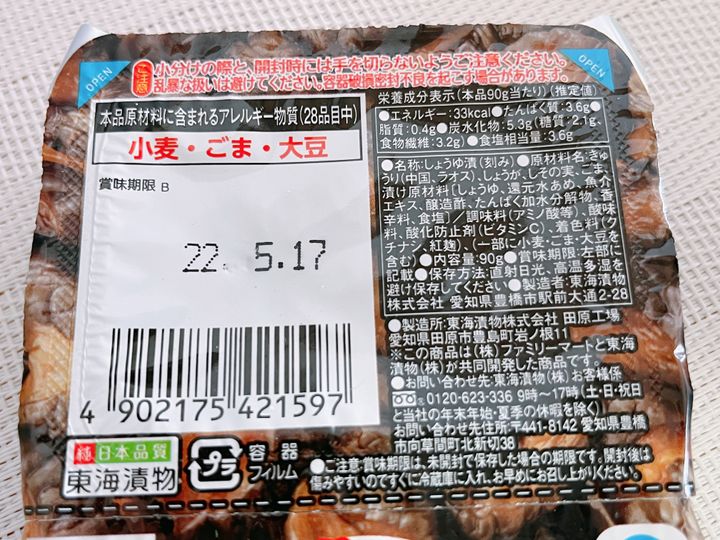 OPEN
ご注意
小分けの際と、開封時には手を切らないようご注意ください。
乱暴な扱いは避けてください。容器破損密封不良を起こす場合があります。
OPEN
本品原材料に含まれるアレルギー物質(28品目中)
小麦・ごま・大豆
賞味期限 B
22. 5.17
4 902175 421597
純 日本品質
東海漬物
プラ
容器
フィルム
栄養成分表示(本品90g当たり)(推定値)
●エネルギー:33kcal●たんぱく質:3.6g●
脂質:0.4g●炭水化物:5.3g(糖質:2.1g、
食物繊維:3.2g)●食塩相当量:3.6g
●名称:しょうゆ漬(刻み)●原材料名:きゅ
うり(中国、ラオス)、しょうが、しその実、ごま、
漬け原材料〔しょうゆ、還元水あめ、魚介
エキス、醸造酢、たんぱく加水分解物、香
辛料、食塩〕／調味料(アミノ酸等)、酸味
料、酸化防止剤(ビタミンC)、着色料(ク
チナシ、紅麹)、(一部に小麦・ごま・大豆を
含む)●内容量:90g●賞味期限:左部に
記載●保存方法:直射日光、高温多湿を
避け保存してください●製造者:東海漬物
株式会社 愛知県豊橋市駅前大通2-28
●製造所:東海漬物株式会社 田原工場
愛知県田原市豊島町岩ノ根11
※この商品は(株)ファミリーマートと東海
漬物(株)が共同開発した商品です。
●お問い合わせ先:東海漬物(株)お客様係
0120-623-336 9時～17時(土・日・祝日
と当社の年末年始・夏季の休暇を除く)
お問い合わせ先住所:〒441-8142 愛知県豊橋
市向草間町北新切38
●ご注意:賞味期限は、未開封で保存した場合の期限です。開封後は
傷みやすいのですぐに冷蔵庫に入れ、お早めにお召し上がりください。